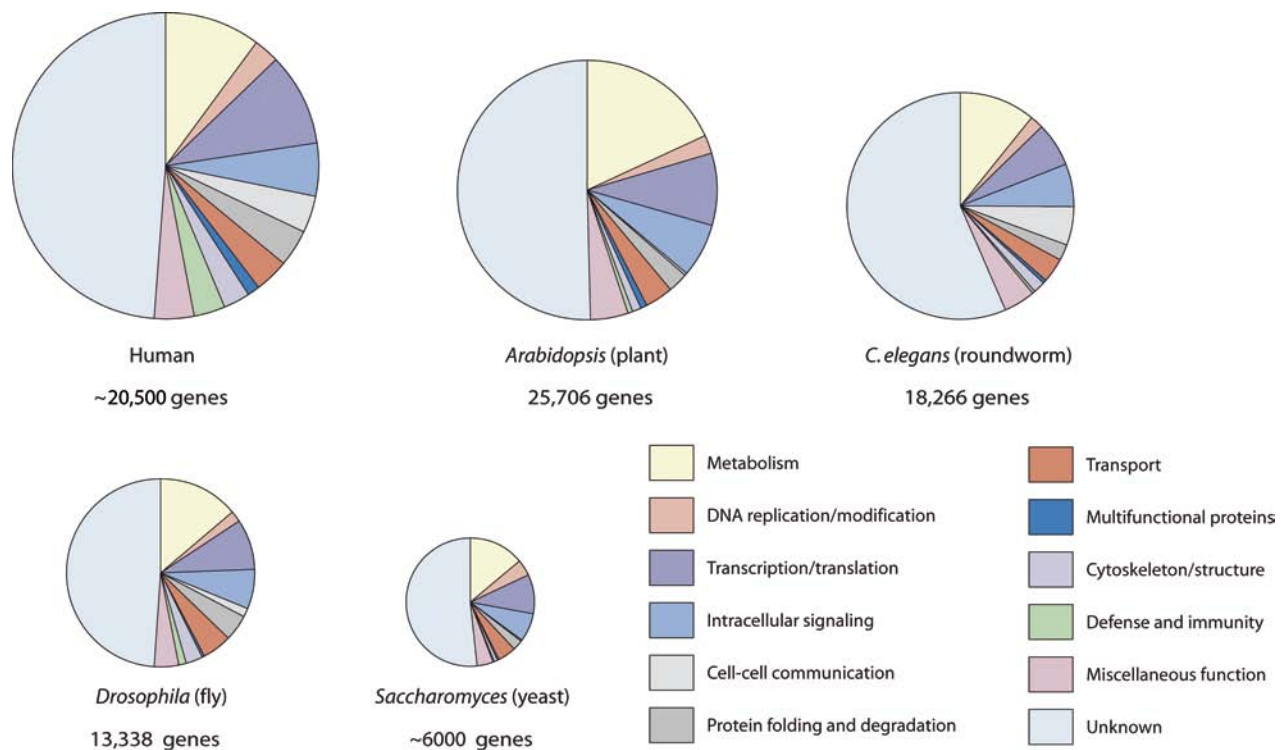 Human
~20,500 genes
Arabidopsis (plant)
25,706 genes
C. elegans (roundworm)
18,266 genes
Drosophila (fly)
13,338 genes
Saccharomyces (yeast)
~6000 genes
Metabolism
DNA replication/modification
Transcription/translation
Intracellular signaling
Cell-cell communication
Protein folding and degradation
Transport
Multifunctional proteins
Cytoskeleton/structure
Defense and immunity
Miscellaneous function
Unknown